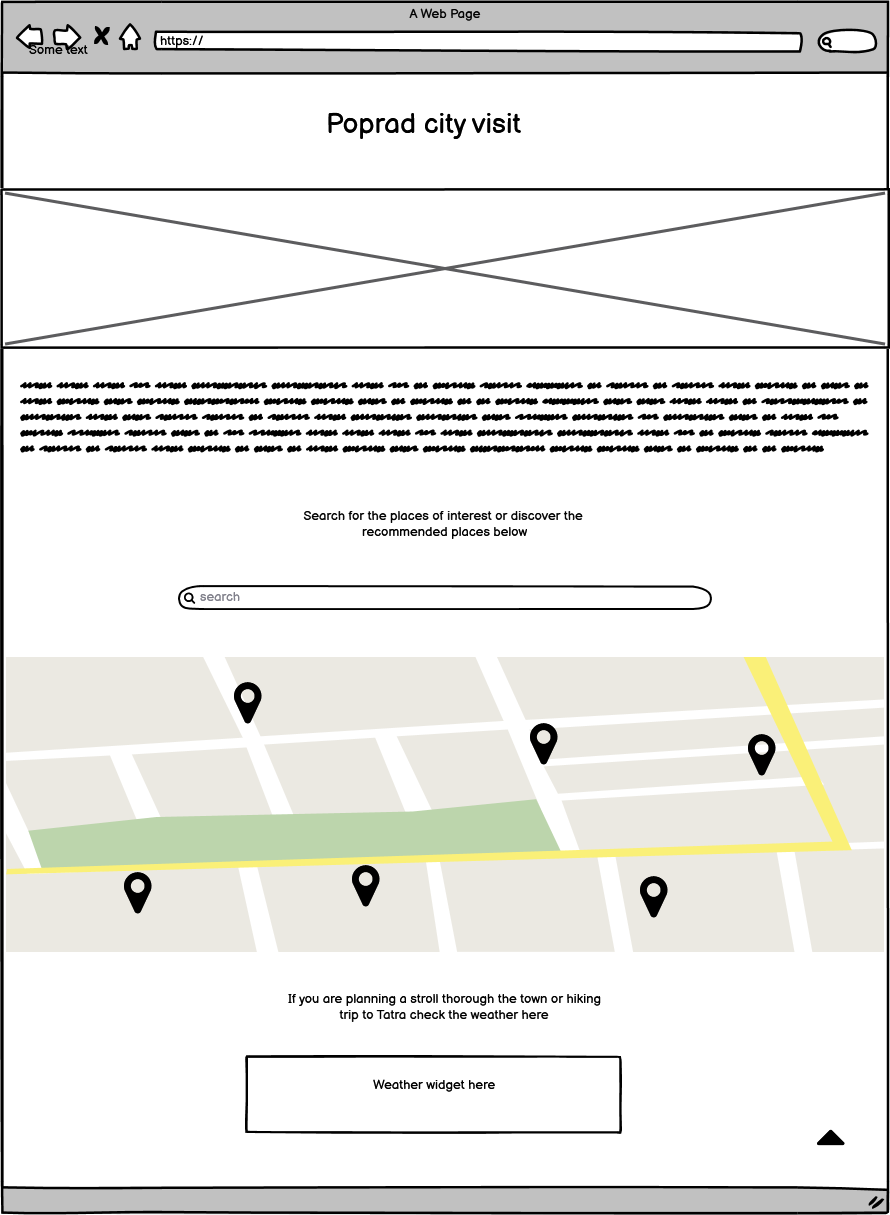 A Web Page
https://
Some text
Poprad city visit
Search for the places of interest or discover the
recommended places below
search
If you are planning a stroll thorough the town or hiking
trip to Tatra check the weather here
Weather widget here